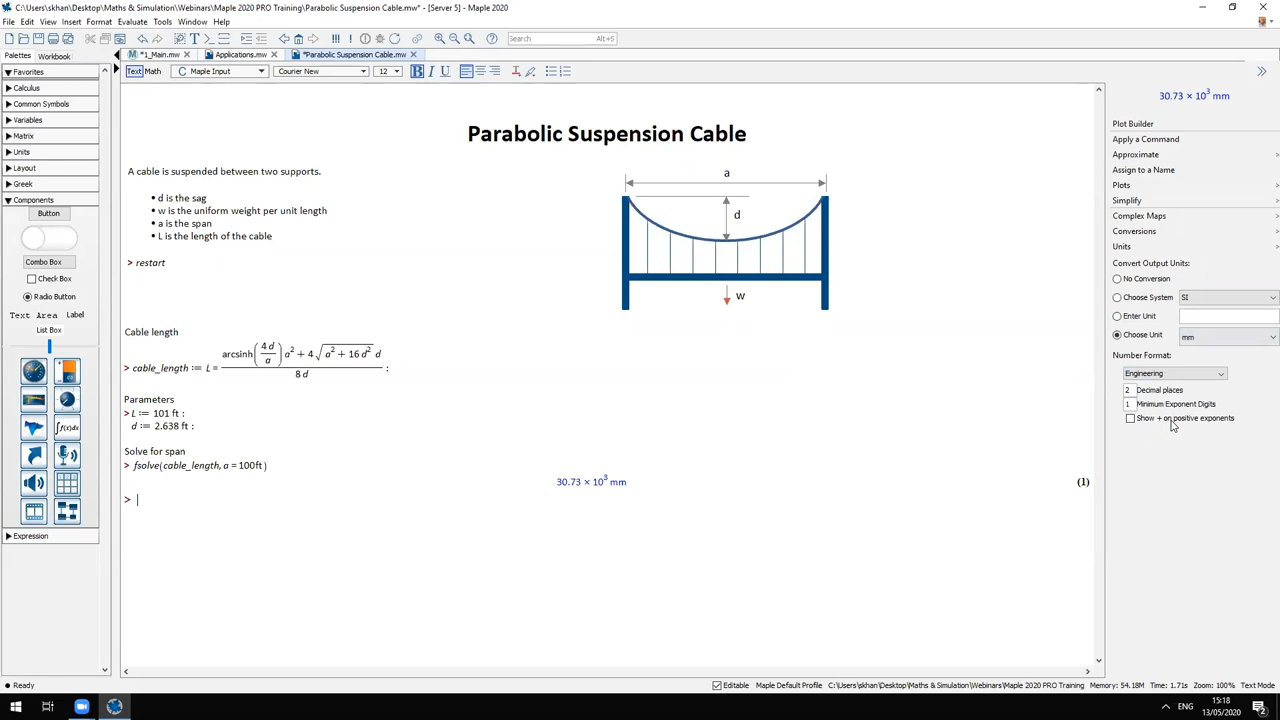 C:\Users\skhan\Desktop\Maths & Simulation\Webinars\Maple 2020 PRO Training\Parabolic Suspension Cable.mw* - [Server 5] - Maple 2020
File Edit View Insert Format Evaluate Tools Window Help
Search Alt+S
Palettes Workbook
*1_Main.mw Applications.mw *Parabolic Suspension Cable.mw
Text Math C Maple Input Courier New 12 B I U
Favorites
Calculus
Common Symbols
Variables
Matrix
Units
Layout
Greek
Components
Button
Combo Box
Check Box
Radio Button
Text Area Label
List Box
∫f(x)dx
Expression
Parabolic Suspension Cable
A cable is suspended between two supports.
• d is the sag
• w is the uniform weight per unit length
• a is the span
• L is the length of the cable
> restart
a
d
w
Cable length
> cable_length := L = (arcsinh(4 d / a) a² + 4 √(a² + 16 d²) d) / (8 d) :
Parameters
> L := 101 ft :
d := 2.638 ft :
Solve for span
> fsolve(cable_length, a = 100ft)
30.73 × 10³ mm (1)
>
30.73 × 10³ mm
Plot Builder
Apply a Command
Approximate
Assign to a Name
Plots
Simplify
Complex Maps
Conversions
Units
Convert Output Units:
No Conversion
Choose System SI
Enter Unit
Choose Unit mm
Number Format:
Engineering
2 Decimal places
1 Minimum Exponent Digits
Show + on positive exponents
Ready
Editable Maple Default Profile C:\Users\skhan\Desktop\Maths & Simulation\Webinars\Maple 2020 PRO Training Memory: 54.18M Time: 1.71s Zoom: 100% Text Mode
ENG
15:18
13/05/2020
2